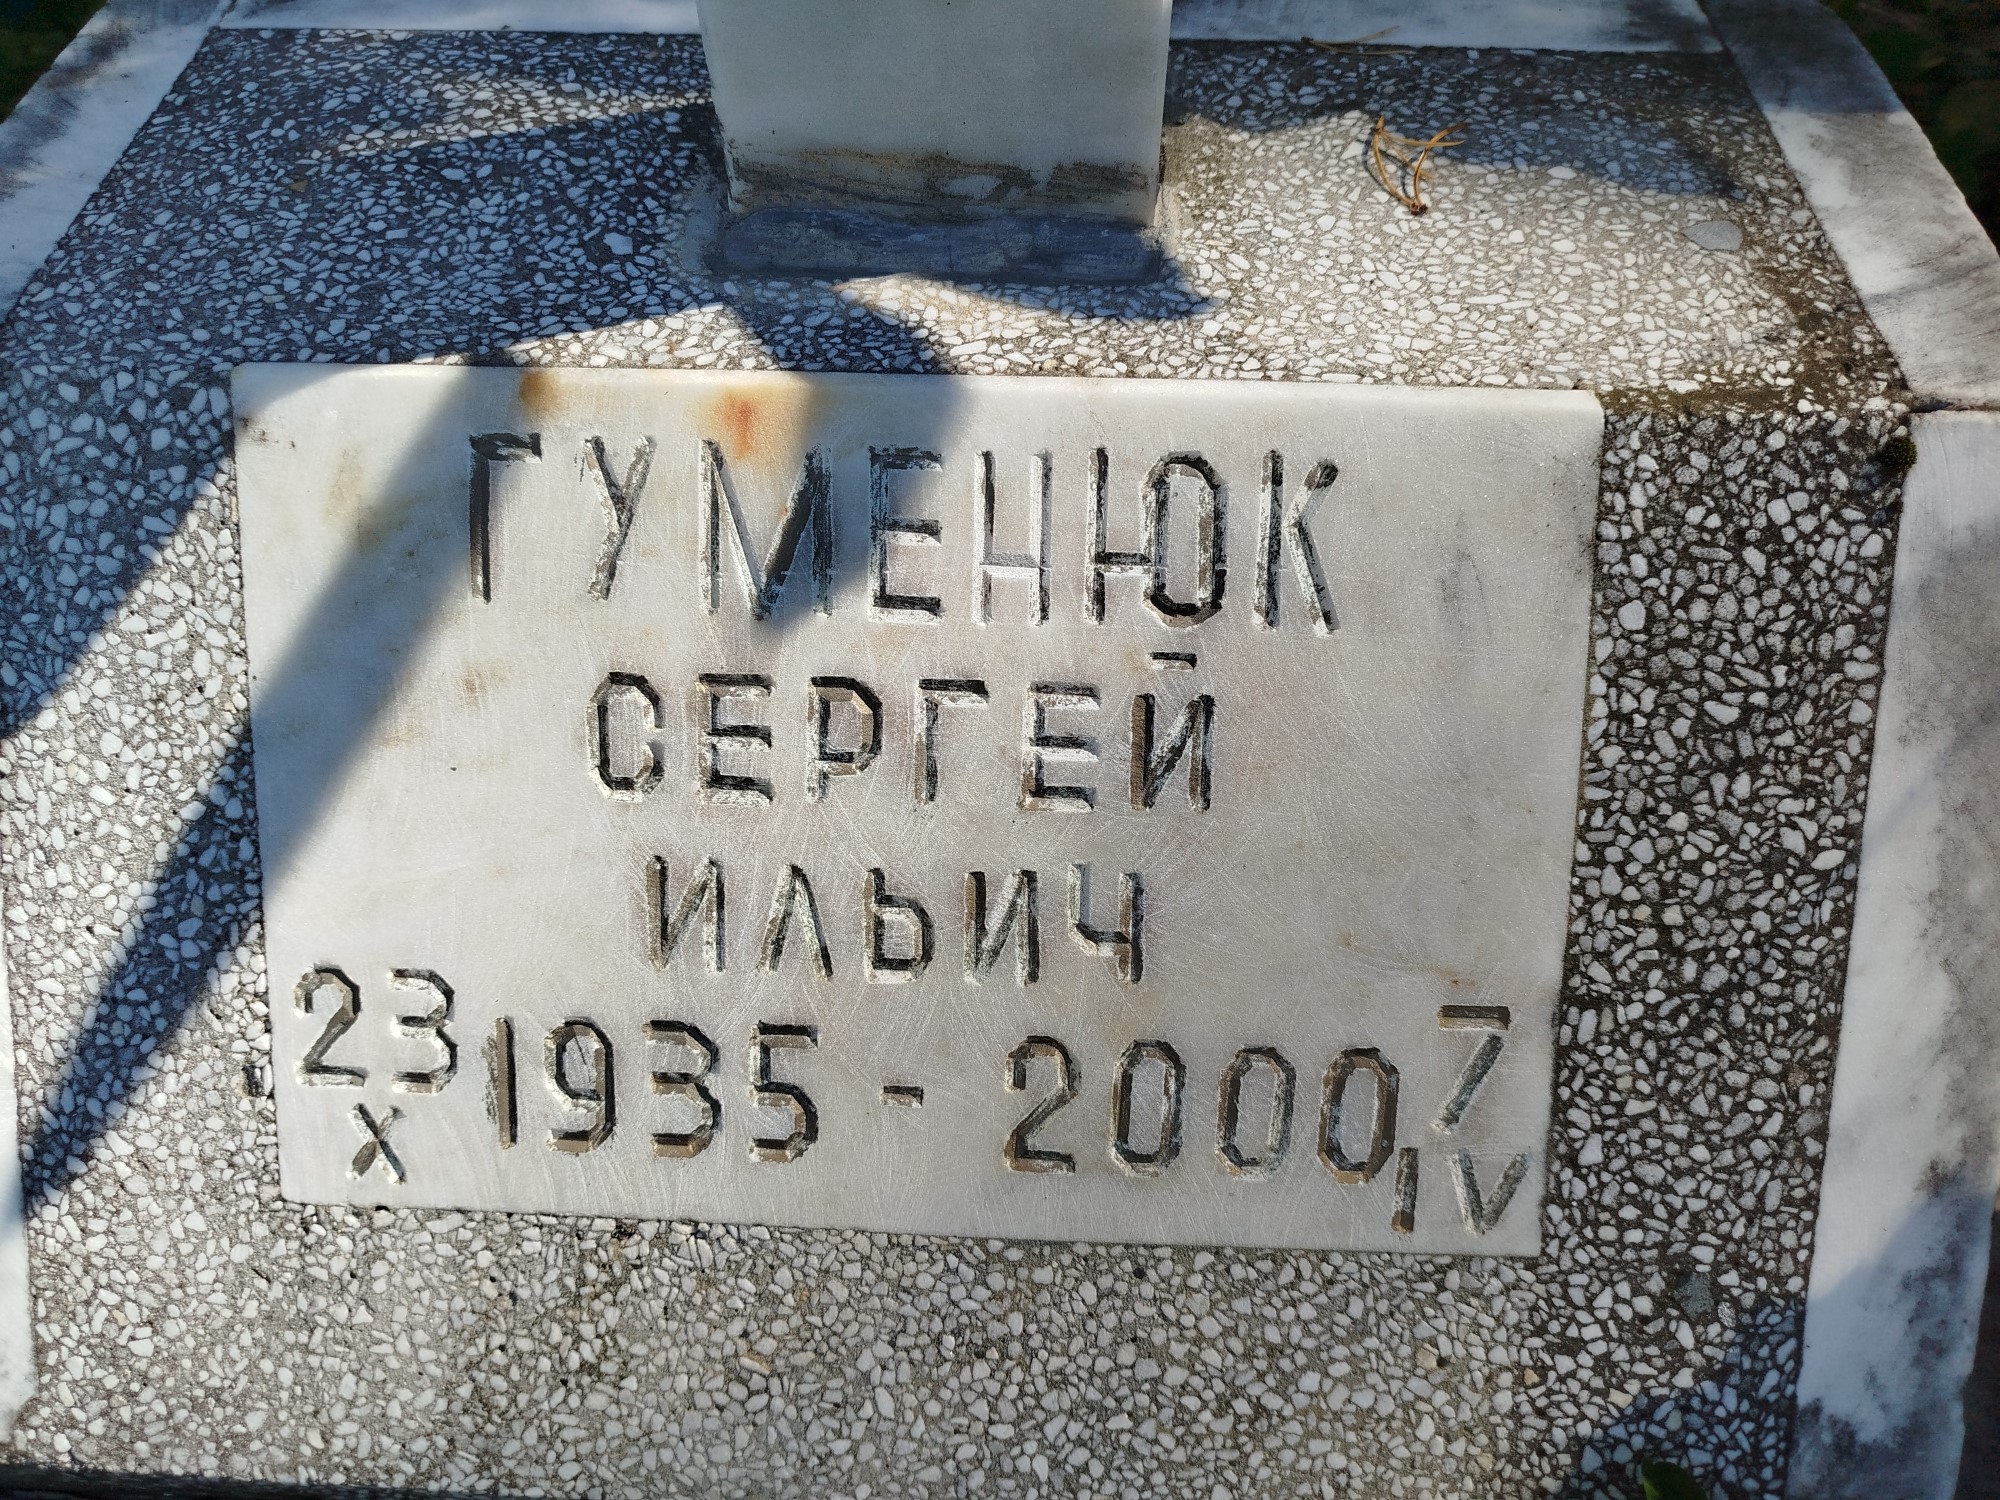 ГУМЕНЮК
СЕРГЕЙ
ИЛЬИЧ
23 X 1935 - 2000 7 IV